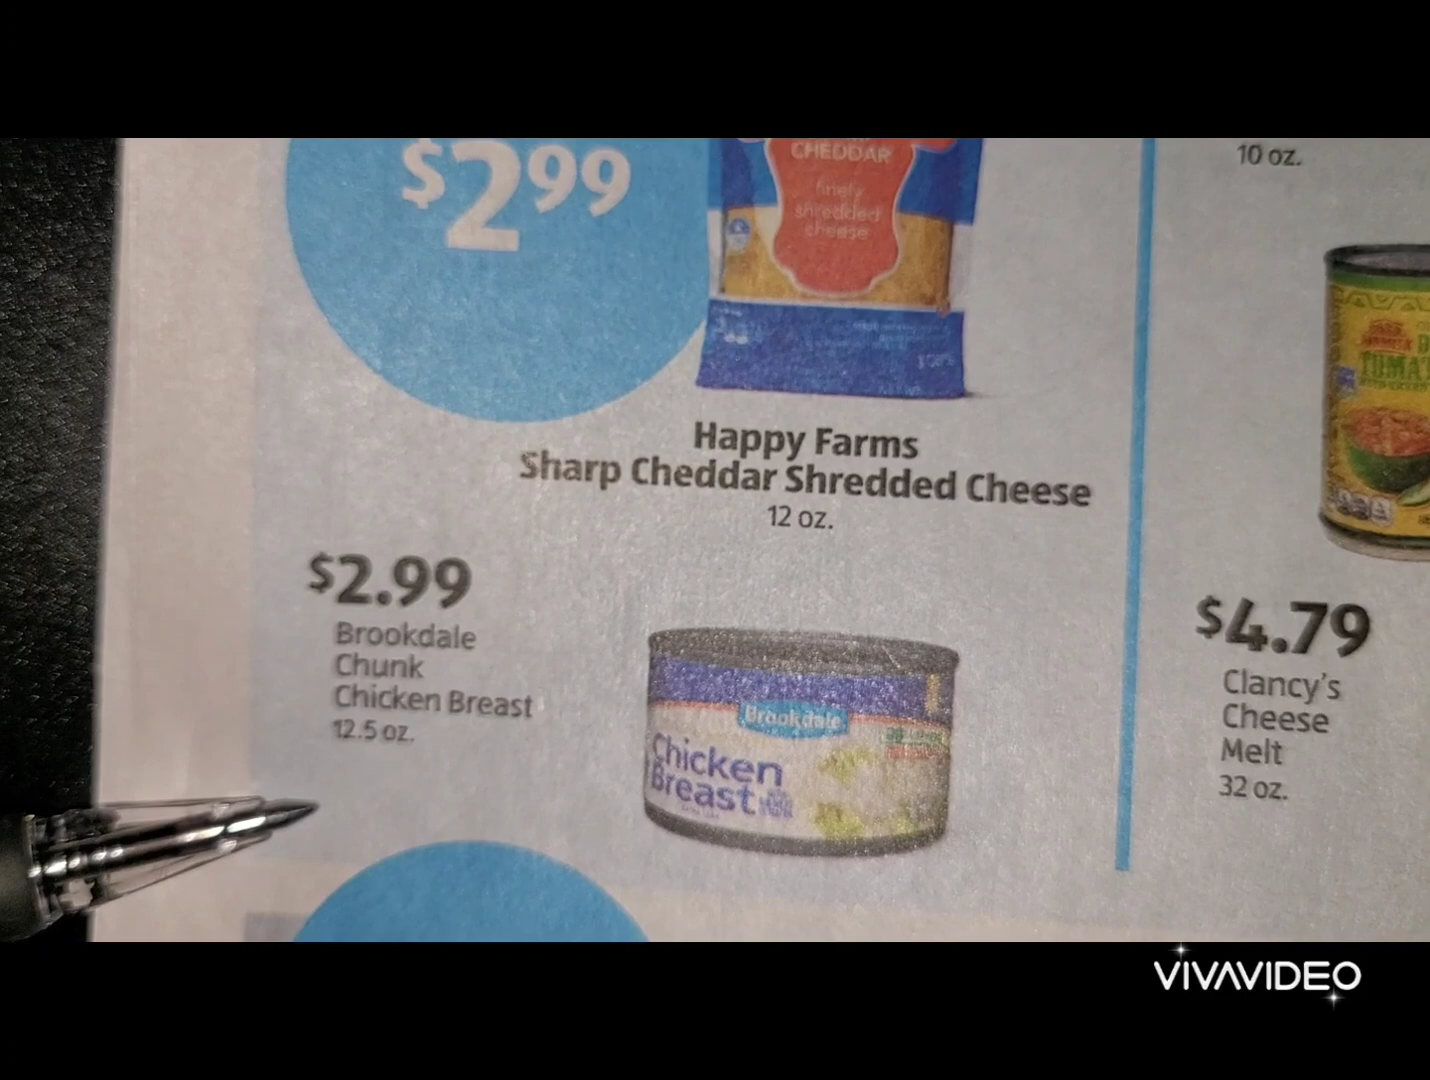 $2.99
CHEDDAR
finely
shredded
cheese
10 oz.
Happy Farms
Sharp Cheddar Shredded Cheese
12 oz.
$2.99
Brookdale
Chunk
Chicken Breast
12.5 oz.
Brookdale
Chicken
Breast
$4.79
Clancy's
Cheese
Melt
32 oz.
VIVAVIDEO